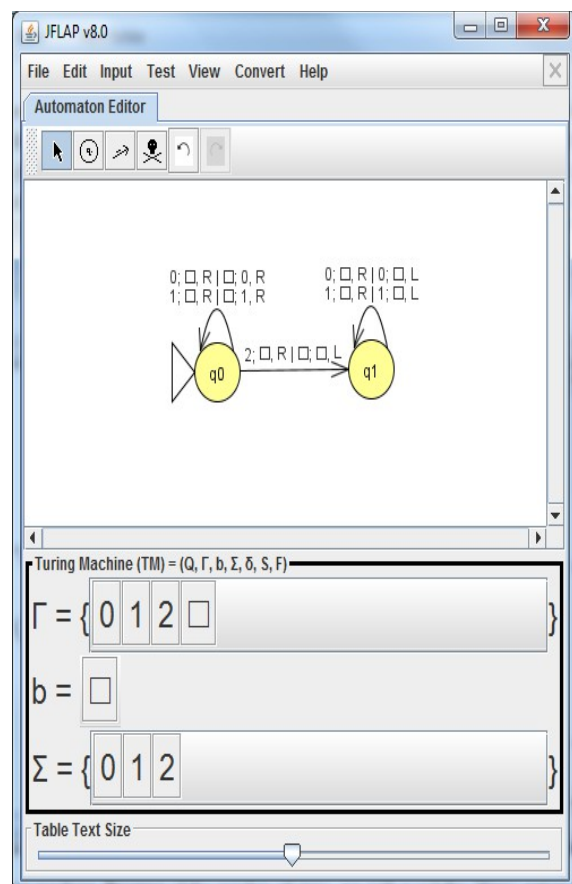 JFLAP v8.0
File Edit Input Test View Convert Help
Automaton Editor
0; □, R | □; 0, R
1; □, R | □; 1, R
0; □, R | 0; □, L
1; □, R | 1; □, L
q0
2; □, R | □; □, L
q1
Turing Machine (TM) = (Q, Γ, b, Σ, δ, S, F)
Γ = { 0 1 2 □ }
b = □
Σ = { 0 1 2 }
Table Text Size